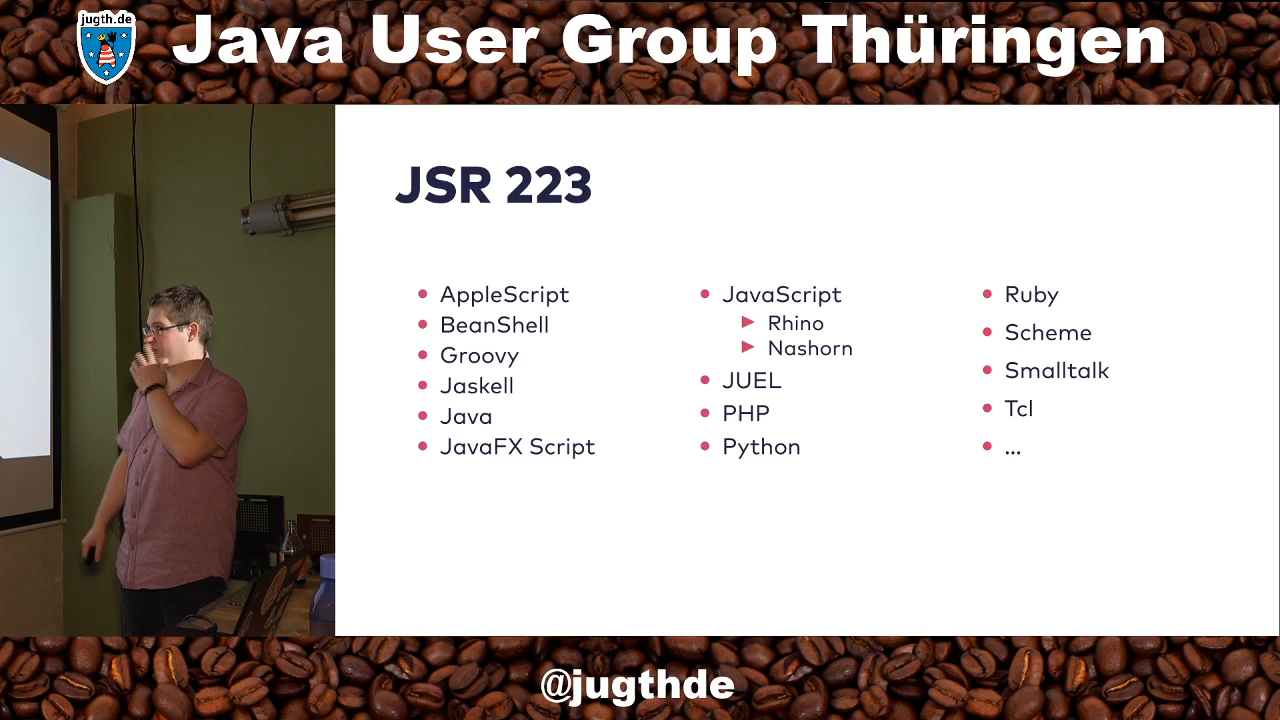 jugth.de
Java User Group Thüringen
JSR 223
AppleScript
BeanShell
Groovy
Jaskell
Java
JavaFX Script
JavaScript
Rhino
Nashorn
JUEL
PHP
Python
Ruby
Scheme
Smalltalk
Tcl
...
@jugthde